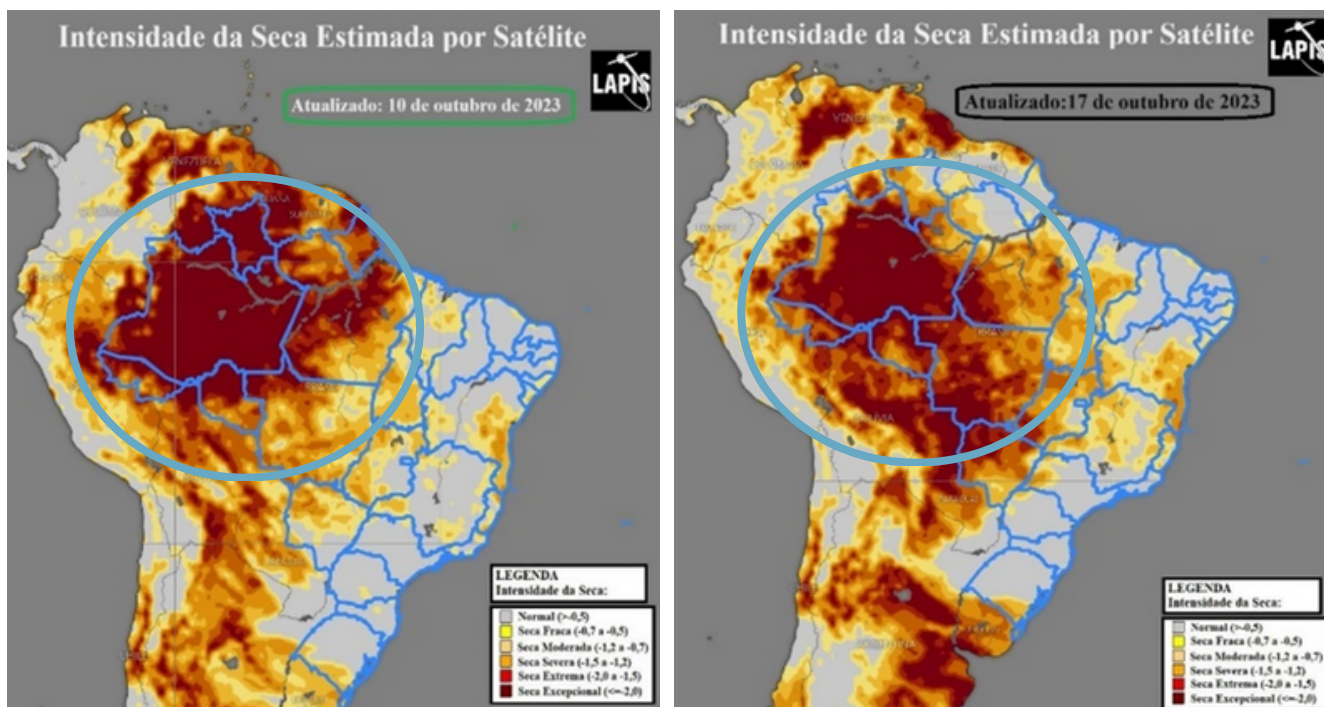 Intensidade da Seca Estimada por Satélite
LAPIS
Atualizado: 10 de outubro de 2023
LEGENDA
Intensidade da Seca:
Normal (>-0,5)
Seca Fraca (-0,7 a -0,5)
Seca Moderada (-1,2 a -0,7)
Seca Severa (-1,5 a -1,2)
Seca Extrema (-2,0 a -1,5)
Seca Excepcional (<=-2,0)
Intensidade da Seca Estimada por Satélite
LAPIS
Atualizado:17 de outubro de 2023
LEGENDA
Intensidade da Seca:
Normal (>-0,5)
Seca Fraca (-0,7 a -0,5)
Seca Moderada (-1,2 a -0,7)
Seca Severa (-1,5 a -1,2)
Seca Extrema (-2,0 a -1,5)
Seca Excepcional (<=-2,0)